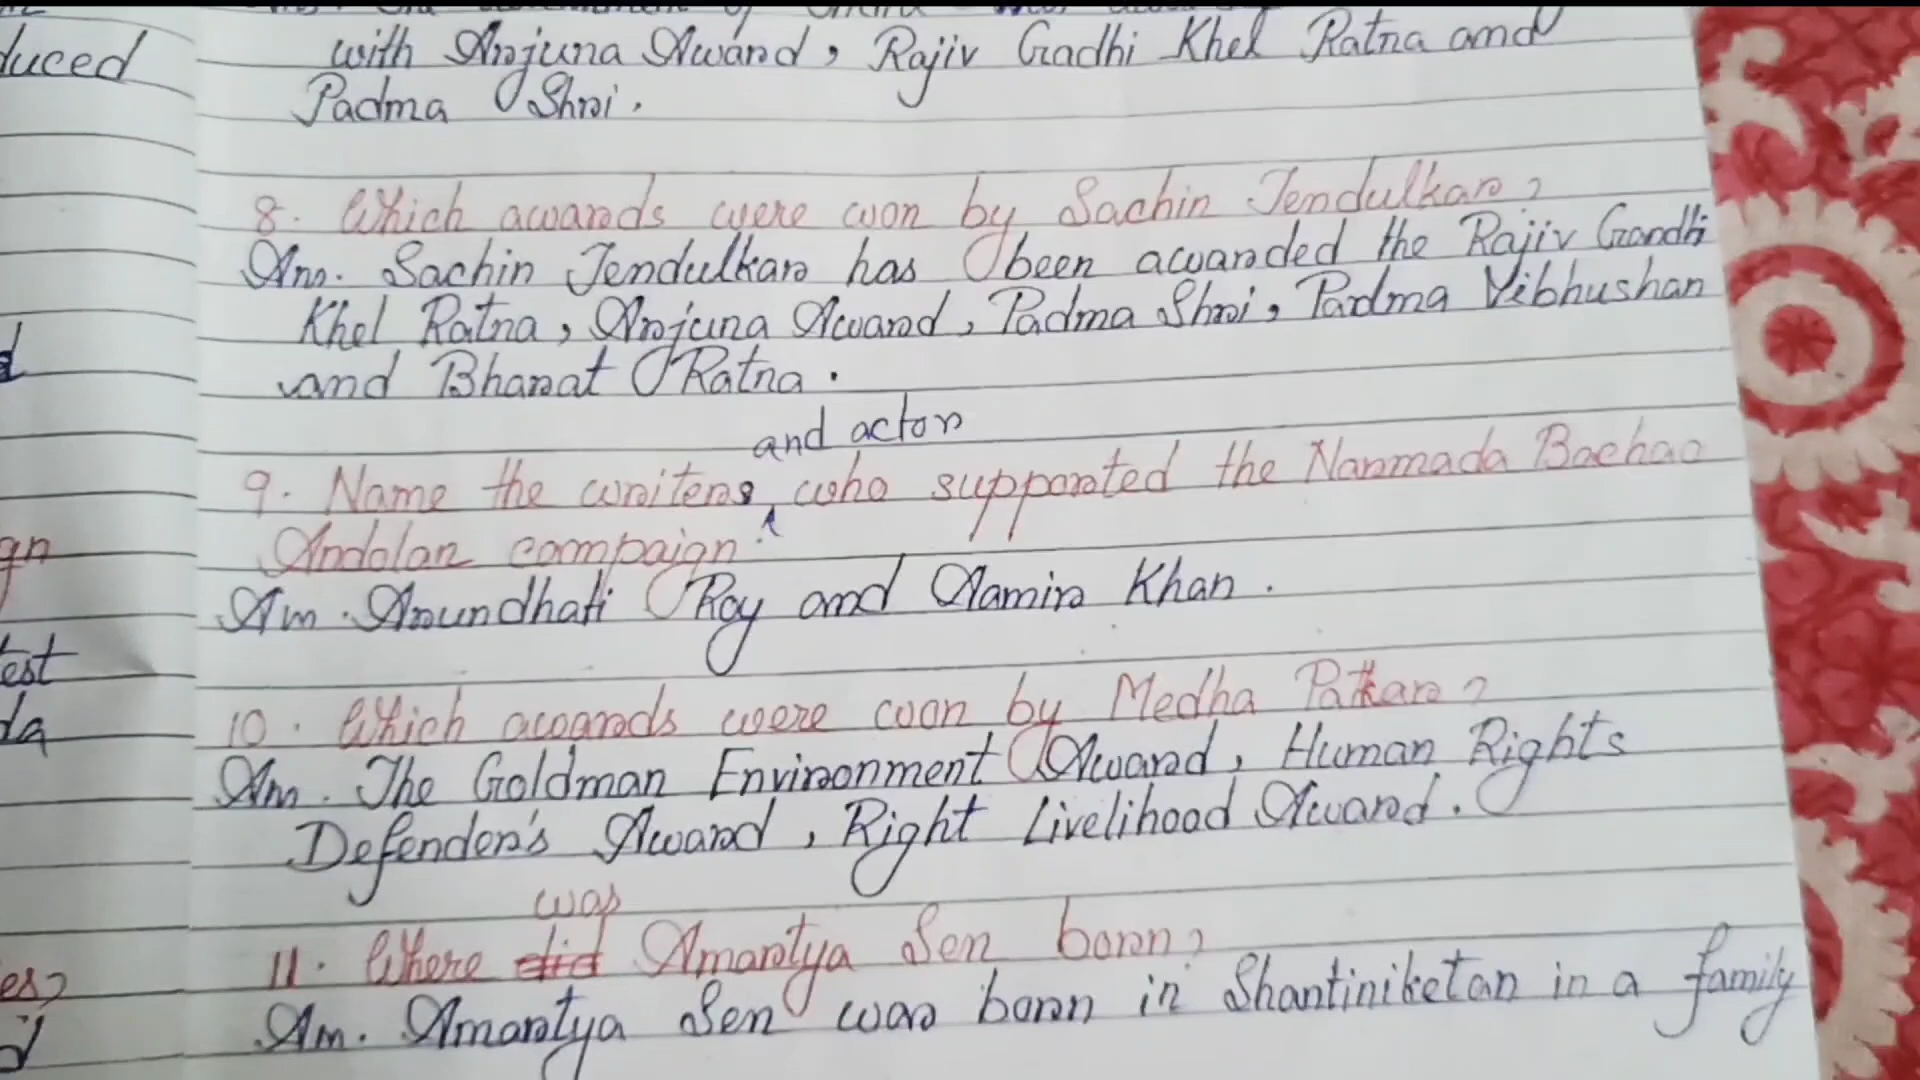 duced
with Arjuna Award, Rajiv Gadhi Khel Ratna and
Padma Shri.
8. Which awards were won by Sachin Tendulkar?
Ans. Sachin Tendulkar has been awarded the Rajiv Gandhi
Khel Ratna, Arjuna Award, Padma Shri, Padma Vibhushan
and Bharat Ratna.
and actor
9. Name the writers, who supported the Narmada Bachao
Andolan campaign?
Ans. Arundhati Roy and Aamir Khan.
est
da
10. Which awards were won by Medha Patkar?
Ans. The Goldman Environment Award, Human Rights
Defender's Award, Right Livelihood Award.
was
11. Where did Amartya Sen born?
Ans. Amartya Sen was born in Shantiniketan in a family